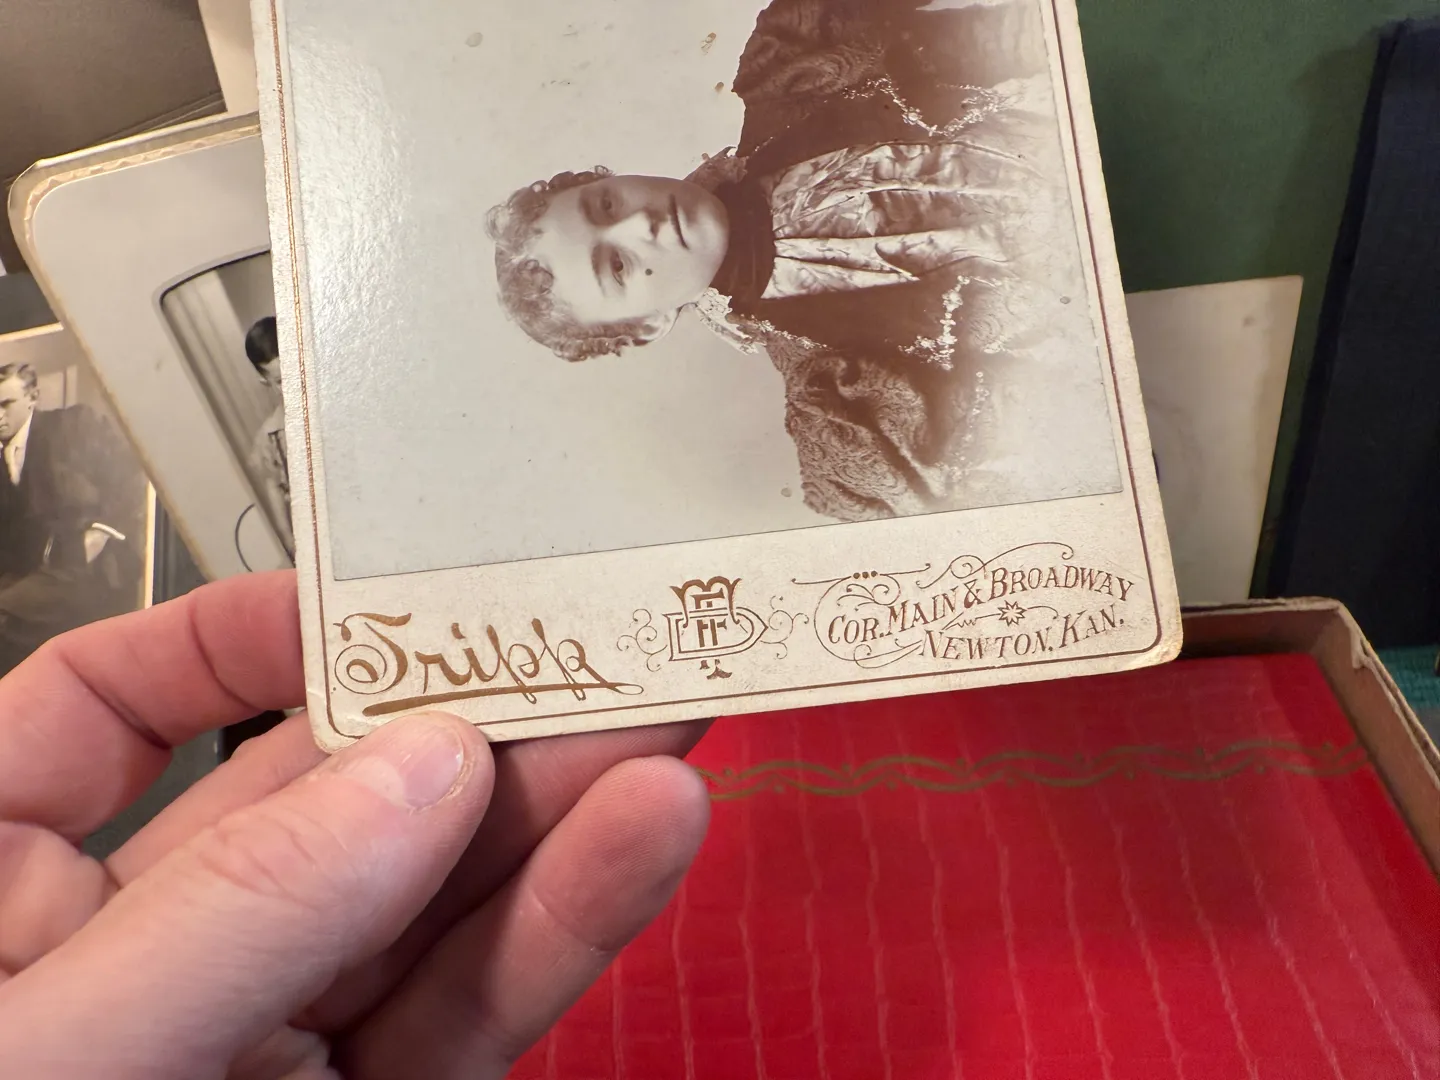 Tripp
COR. MAIN & BROADWAY
NEWTON, KAN.